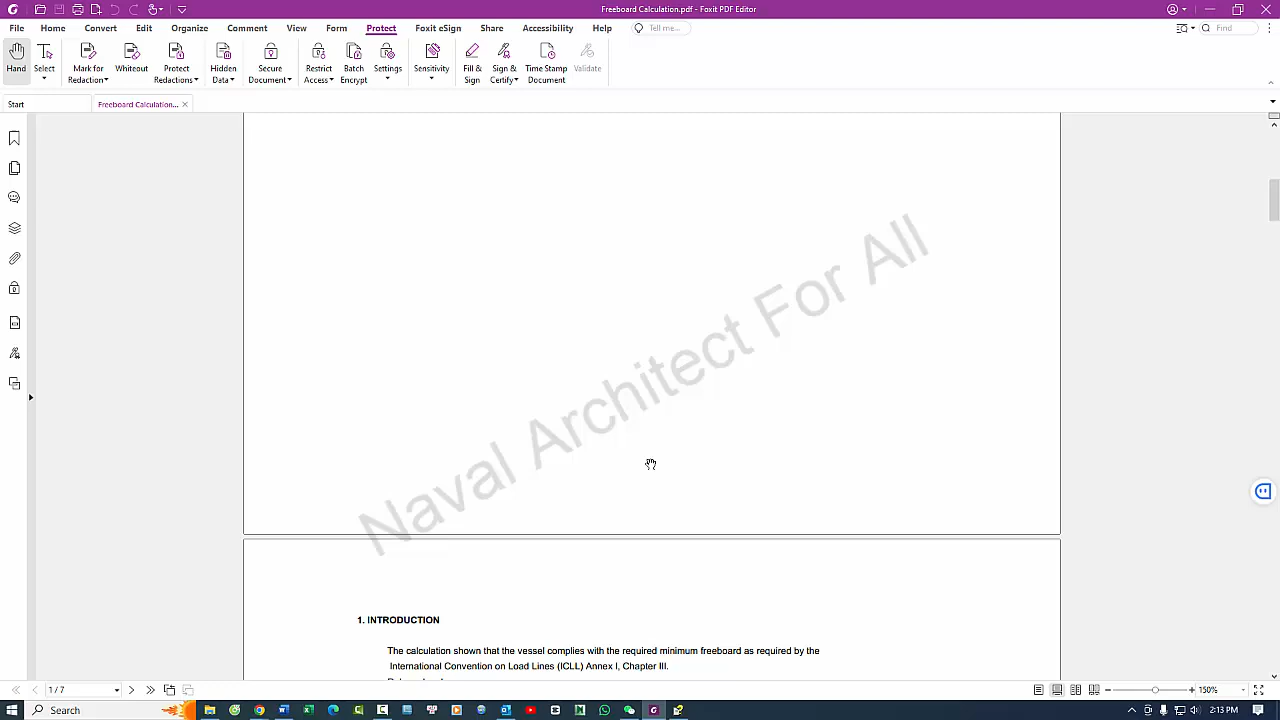 Freeboard Calculation.pdf - Foxit PDF Editor
File Home Convert Edit Organize Comment View Form Protect Foxit eSign Share Accessibility Help Tell me... Find
Hand Select Mark for Redaction Whiteout Protect Redactions Hidden Data Secure Document Restrict Access Batch Encrypt Settings Sensitivity Fill & Sign Sign & Certify Time Stamp Document Validate
Start Freeboard Calculation...
Naval Architect For All
1. INTRODUCTION
The calculation shown that the vessel complies with the required minimum freeboard as required by the
International Convention on Load Lines (ICLL) Annex I, Chapter III.
1 / 7 150%
Search 2:13 PM